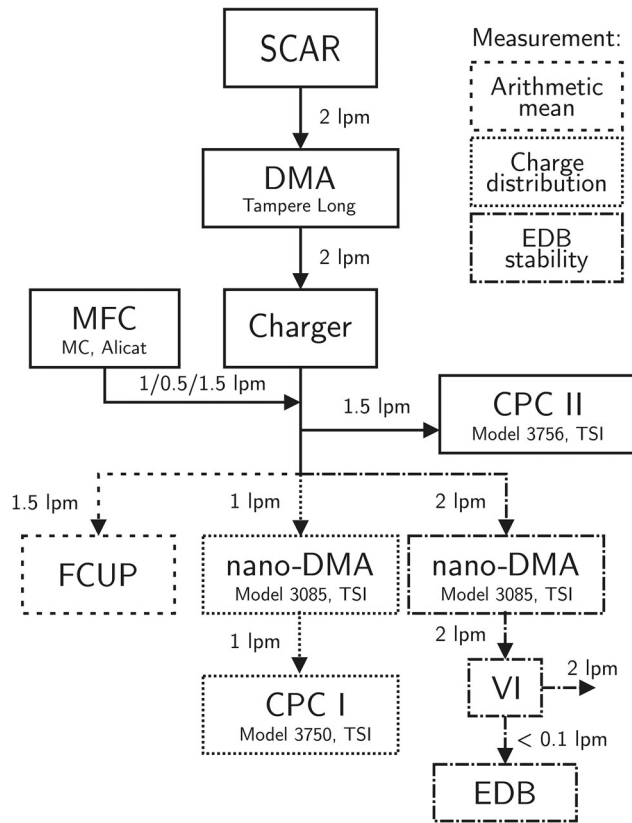 SCAR
Measurement:
Arithmetic
mean
2 lpm
DMA
Tampere Long
Charge
distribution
2 lpm
EDB
stability
MFC
MC, Alicat
Charger
1/0.5/1.5 lpm
1.5 lpm
CPC II
Model 3756, TSI
1.5 lpm
1 lpm
2 lpm
FCUP
nano-DMA
Model 3085, TSI
nano-DMA
Model 3085, TSI
1 lpm
2 lpm
CPC I
Model 3750, TSI
VI
2 lpm
< 0.1 lpm
EDB